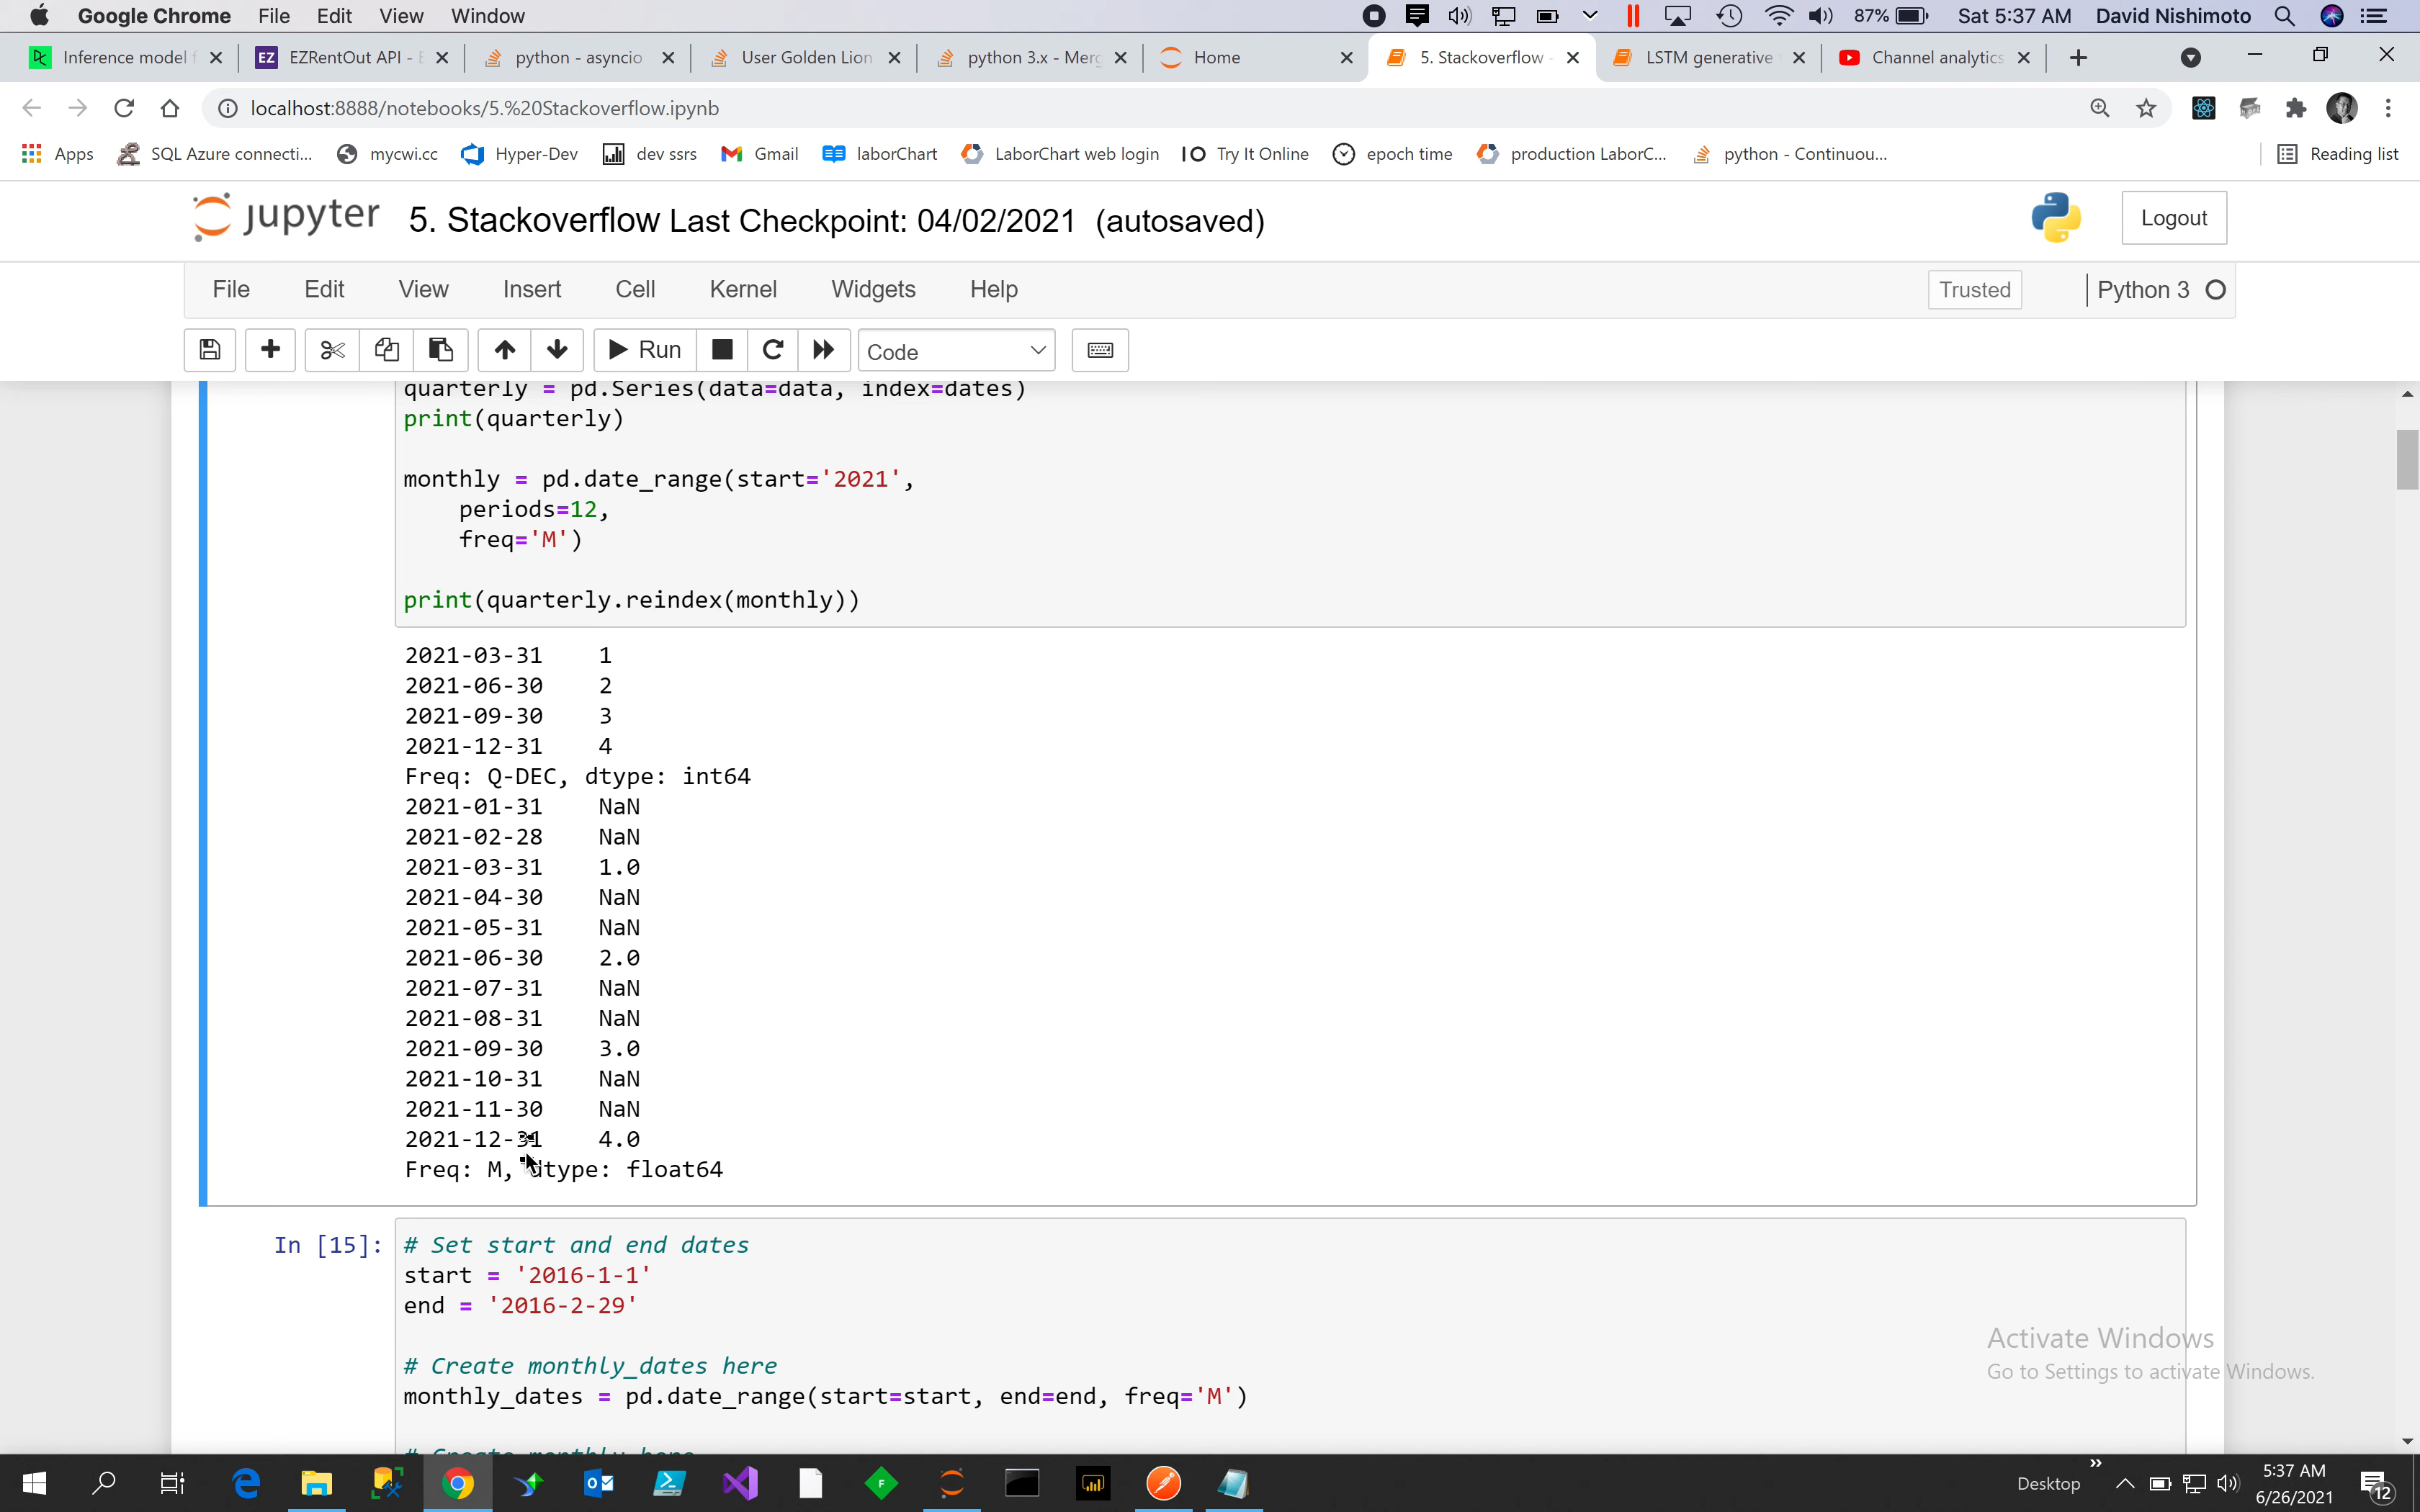 Google Chrome File Edit View Window 87% Sat 5:37 AM David Nishimoto
Inference model f EZ EZRentOut API - E python - asyncio User Golden Lion python 3.x - Merg Home 5. Stackoverflow - LSTM generative Channel analytics
localhost:8888/notebooks/5.%20Stackoverflow.ipynb
Apps SQL Azure connecti... mycwi.cc Hyper-Dev dev ssrs Gmail laborChart LaborChart web login Try It Online epoch time production LaborC... python - Continuou... Reading list
jupyter 5. Stackoverflow Last Checkpoint: 04/02/2021 (autosaved) Logout
File Edit View Insert Cell Kernel Widgets Help Trusted Python 3
Run Code
quarterly = pd.Series(data=data, index=dates)
print(quarterly)
monthly = pd.date_range(start='2021',
periods=12,
freq='M')
print(quarterly.reindex(monthly))
2021-03-31 1
2021-06-30 2
2021-09-30 3
2021-12-31 4
Freq: Q-DEC, dtype: int64
2021-01-31 NaN
2021-02-28 NaN
2021-03-31 1.0
2021-04-30 NaN
2021-05-31 NaN
2021-06-30 2.0
2021-07-31 NaN
2021-08-31 NaN
2021-09-30 3.0
2021-10-31 NaN
2021-11-30 NaN
2021-12-31 4.0
Freq: M, dtype: float64
In [15]: # Set start and end dates
start = '2016-1-1'
end = '2016-2-29'
# Create monthly_dates here
monthly_dates = pd.date_range(start=start, end=end, freq='M')
# Create monthly here
Activate Windows
Go to Settings to activate Windows.
Desktop 5:37 AM
6/26/2021 12